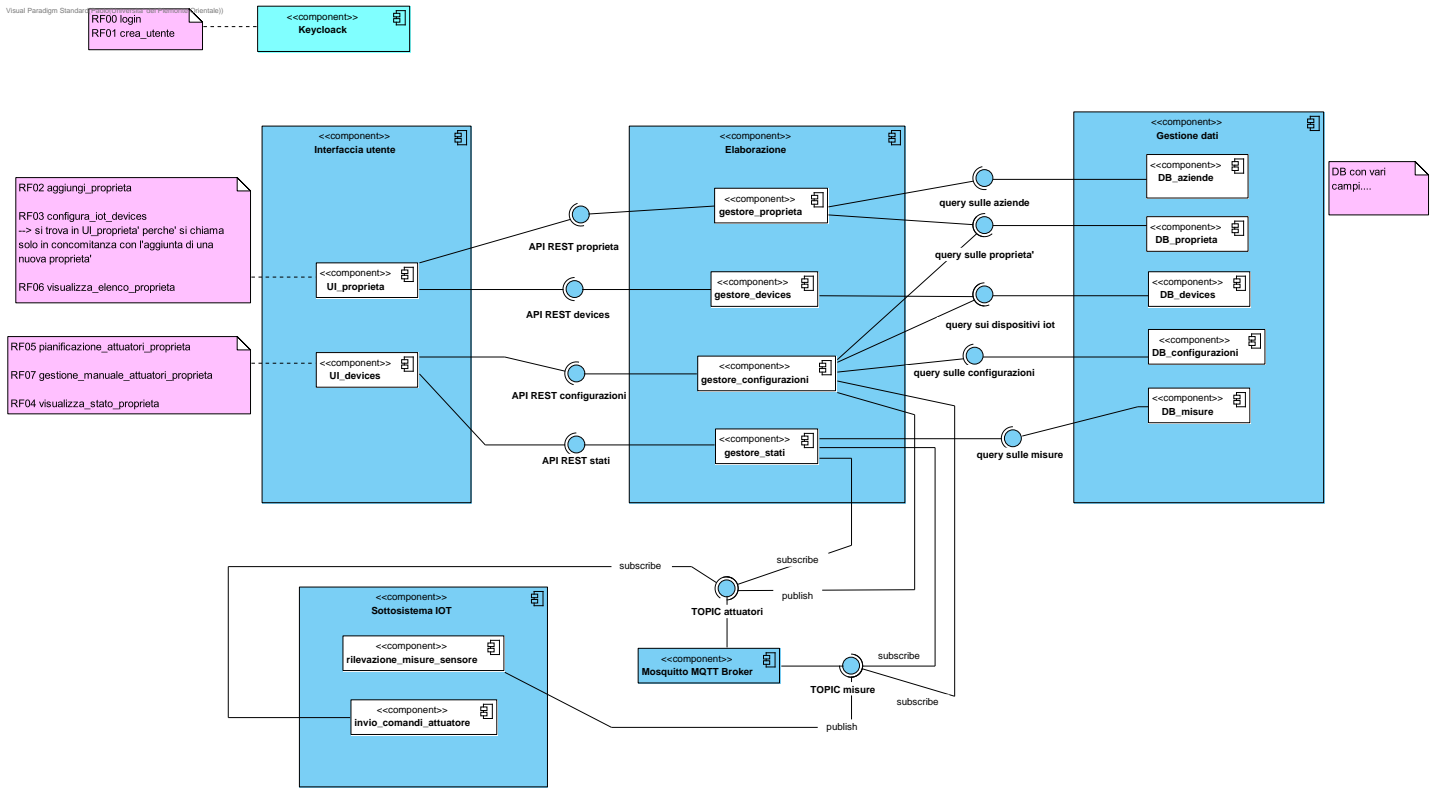 Visual Paradigm Standard
RF00 login
RF01 crea_utente
<<component>>
Keycloack
<<component>>
Interfaccia utente
<<component>>
Elaborazione
<<component>>
Gestione dati
RF02 aggiungi_proprieta
RF03 configura_iot_devices
--> si trova in UI_proprieta' perche' si chiama
solo in concomitanza con l'aggiunta di una
nuova proprieta'
RF06 visualizza_elenco_proprieta
RF05 pianificazione_attuatori_proprieta
RF07 gestione_manuale_attuatori_proprieta
RF04 visualizza_stato_proprieta
<<component>>
UI_proprieta
<<component>>
UI_devices
API REST proprieta
API REST devices
API REST configurazioni
API REST stati
<<component>>
gestore_proprieta
<<component>>
gestore_devices
<<component>>
gestore_configurazioni
<<component>>
gestore_stati
query sulle aziende
query sulle proprieta'
query sui dispositivi iot
query sulle configurazioni
query sulle misure
<<component>>
DB_aziende
<<component>>
DB_proprieta
<<component>>
DB_devices
<<component>>
DB_configurazioni
<<component>>
DB_misure
DB con vari
campi....
subscribe
subscribe
publish
TOPIC attuatori
<<component>>
Sottosistema IOT
<<component>>
rilevazione_misure_sensore
<<component>>
invio_comandi_attuatore
<<component>>
Mosquitto MQTT Broker
subscribe
TOPIC misure
subscribe
publish